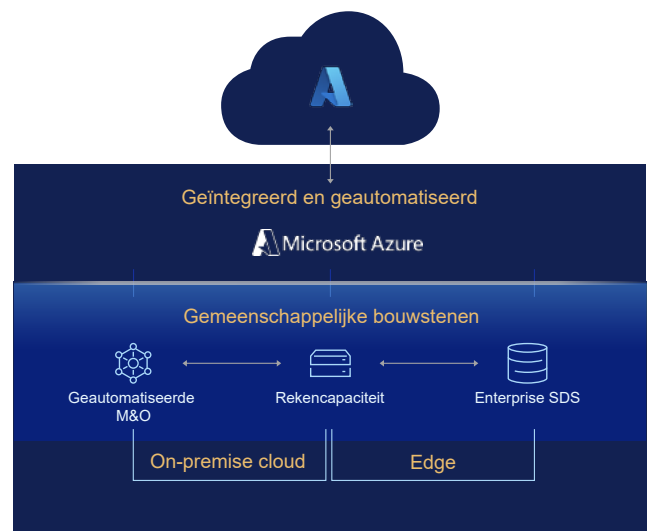 Geïntegreerd en geautomatiseerd
Microsoft Azure
Gemeenschappelijke bouwstenen
Geautomatiseerde
M&O
Rekencapaciteit
Enterprise SDS
On-premise cloud
Edge